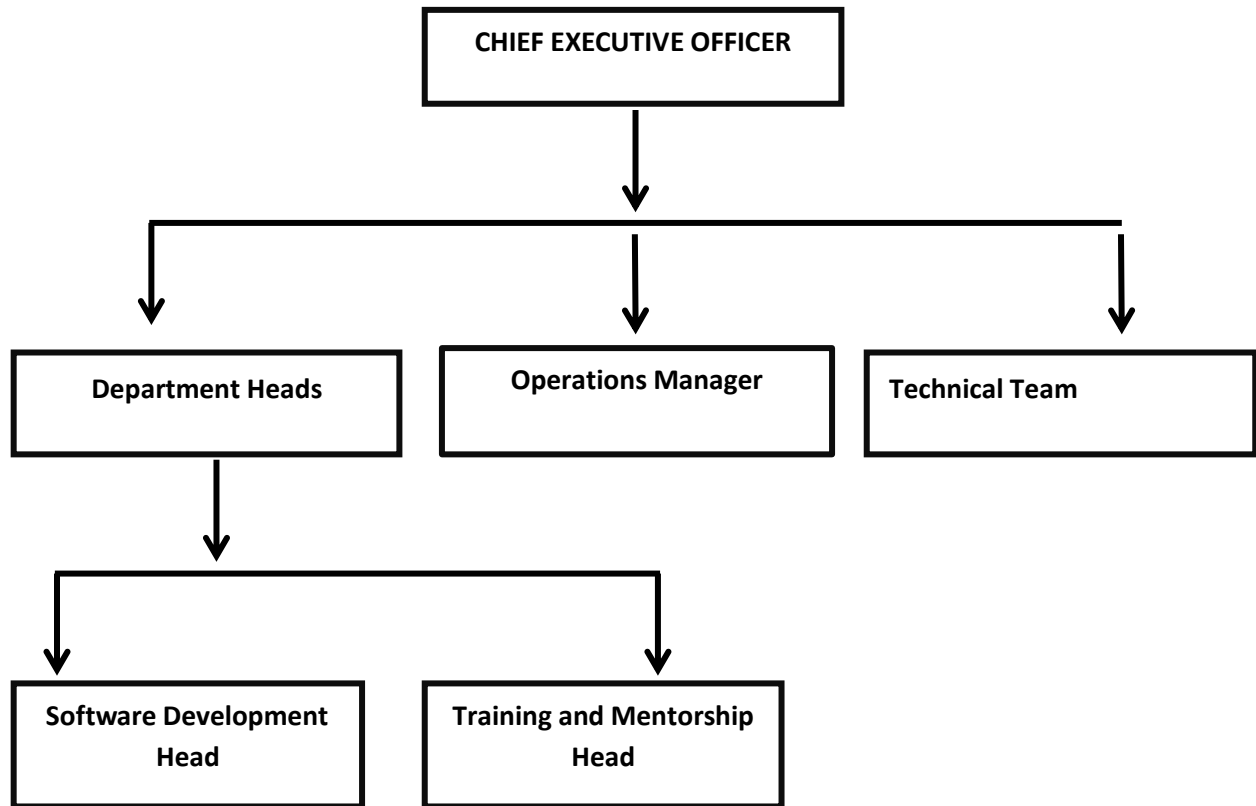 CHIEF EXECUTIVE OFFICER
Department Heads
Operations Manager
Technical Team
Software Development
Head
Training and Mentorship
Head